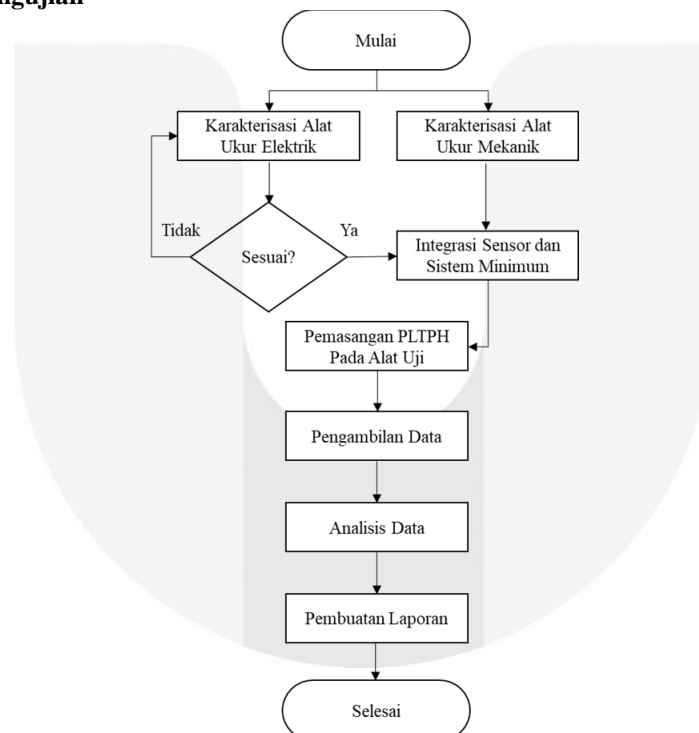 Mulai
Karakterisasi Alat
Ukur Elektrik
Karakterisasi Alat
Ukur Mekanik
Tidak
Sesuai?
Ya
Integrasi Sensor dan
Sistem Minimum
Pemasangan PLTPH
Pada Alat Uji
Pengambilan Data
Analisis Data
Pembuatan Laporan
Selesai